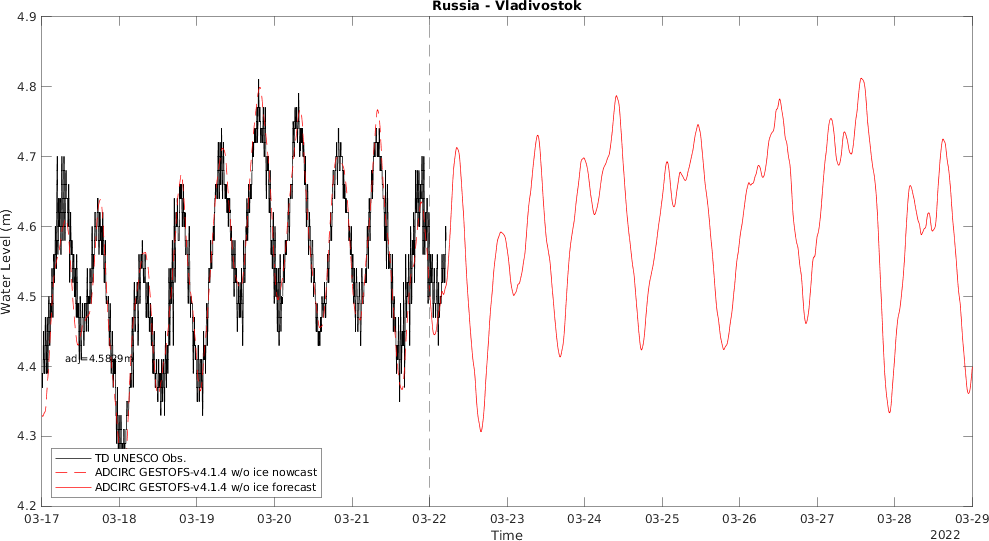 Russia - Vladivostok
4.9
4.8
4.7
4.6
4.5
4.4
4.3
4.2
Water Level (m)
adj=4.5829m
TD UNESCO Obs.
ADCIRC GESTOFS-v4.1.4 w/o ice nowcast
ADCIRC GESTOFS-v4.1.4 w/o ice forecast
03-17 03-18 03-19 03-20 03-21 03-22 03-23 03-24 03-25 03-26 03-27 03-28 03-29
Time
2022